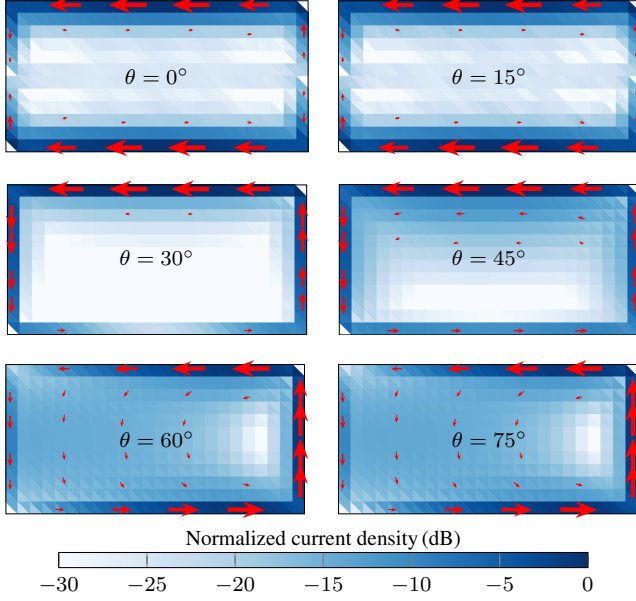 θ = 0° θ = 15°
θ = 30° θ = 45°
θ = 60° θ = 75°
Normalized current density (dB)
−30 −25 −20 −15 −10 −5 0